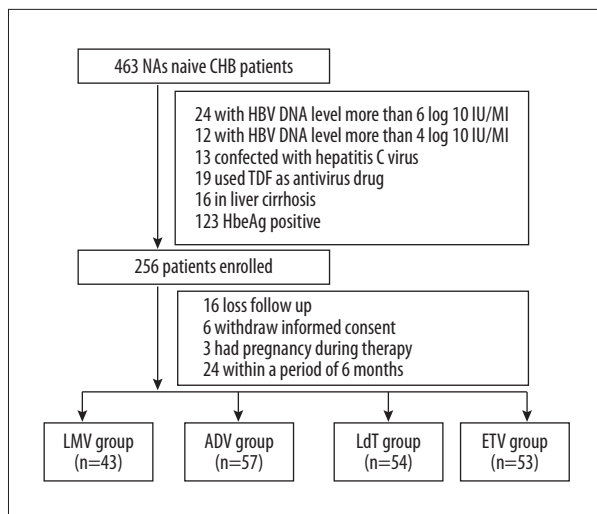 463 NAs naive CHB patients
24 with HBV DNA level more than 6 log 10 IU/MI
12 with HBV DNA level more than 4 log 10 IU/MI
13 confected with hepatitis C virus
19 used TDF as antivirus drug
16 in liver cirrhosis
123 HbeAg positive
256 patients enrolled
16 loss follow up
6 withdraw informed consent
3 had pregnancy during therapy
24 within a period of 6 months
LMV group
(n=43)
ADV group
(n=57)
LdT group
(n=54)
ETV group
(n=53)